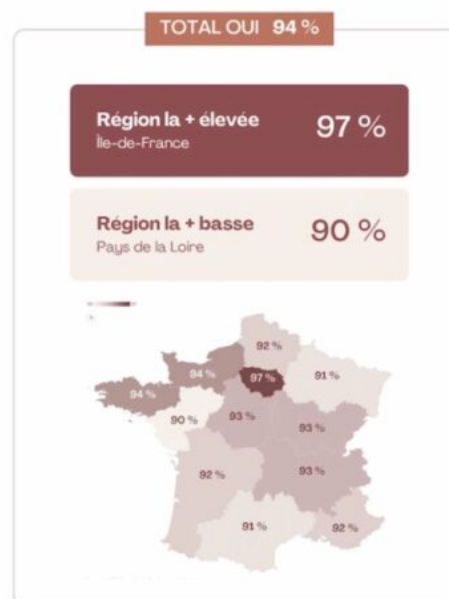 TOTAL OUI 94 %
Région la + élevée
Île-de-France
97 %
Région la + basse
Pays de la Loire
90 %
92 %
94 %
97 %
91 %
94 %
90 %
93 %
93 %
92 %
93 %
91 %
92 %